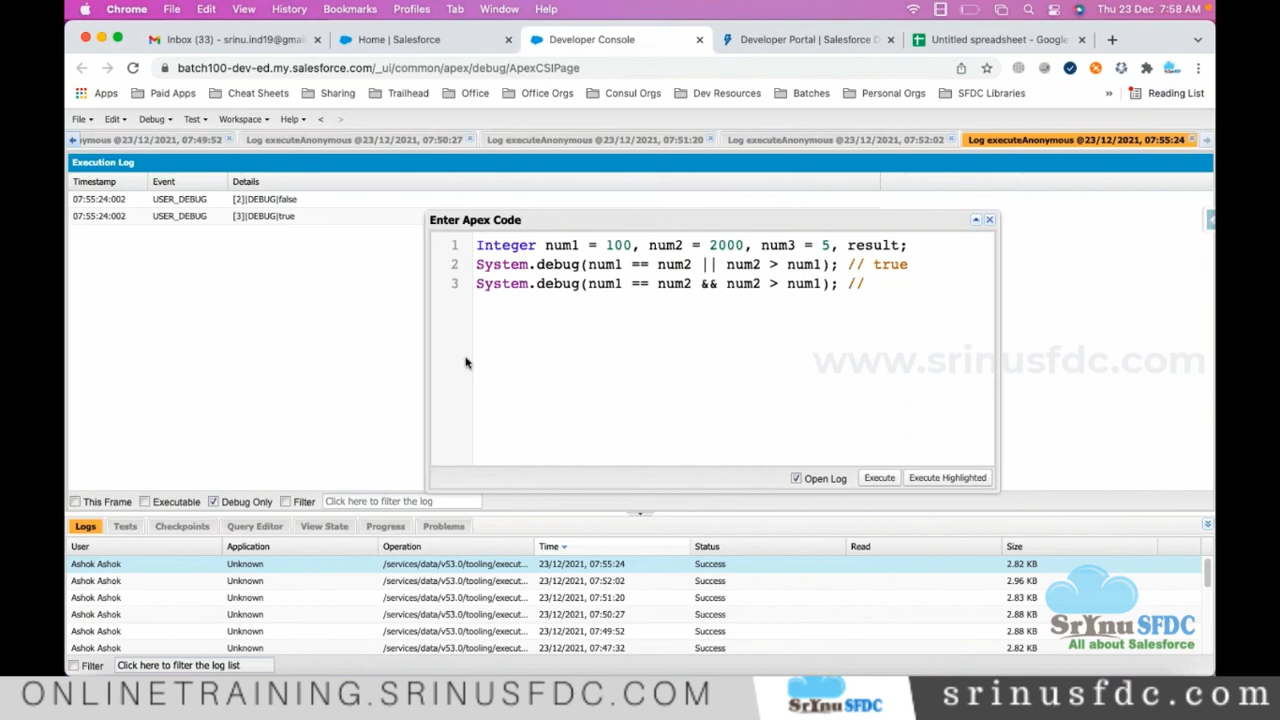 Chrome File Edit View History Bookmarks Profiles Tab Window Help Thu 23 Dec 7:58 AM
Inbox (33) - srinu.ind19@gmai Home | Salesforce Developer Console Developer Portal | Salesforce D Untitled spreadsheet - Google
batch100-dev-ed.my.salesforce.com/_ui/common/apex/debug/ApexCSIPage
Apps Paid Apps Cheat Sheets Sharing Trailhead Office Office Orgs Consul Orgs Dev Resources Batches Personal Orgs SFDC Libraries » Reading List
File Edit Debug Test Workspace Help < >
ymous @23/12/2021, 07:49:52 Log executeAnonymous @23/12/2021, 07:50:27 Log executeAnonymous @23/12/2021, 07:51:20 Log executeAnonymous @23/12/2021, 07:52:02 Log executeAnonymous @23/12/2021, 07:55:24
Execution Log
Timestamp Event Details
07:55:24:002 USER_DEBUG [2]|DEBUG|false
07:55:24:002 USER_DEBUG [3]|DEBUG|true
Enter Apex Code
1 Integer num1 = 100, num2 = 2000, num3 = 5, result;
2 System.debug(num1 == num2 || num2 > num1); // true
3 System.debug(num1 == num2 && num2 > num1); //
www.srinusfdc.com
Open Log Execute Execute Highlighted
This Frame Executable Debug Only Filter Click here to filter the log
Logs Tests Checkpoints Query Editor View State Progress Problems
User Application Operation Time Status Read Size
Ashok Ashok Unknown /services/data/v53.0/tooling/execut... 23/12/2021, 07:55:24 Success 2.82 KB
Ashok Ashok Unknown /services/data/v53.0/tooling/execut... 23/12/2021, 07:52:02 Success 2.96 KB
Ashok Ashok Unknown /services/data/v53.0/tooling/execut... 23/12/2021, 07:51:20 Success 2.83 KB
Ashok Ashok Unknown /services/data/v53.0/tooling/execut... 23/12/2021, 07:50:27 Success 2.88 KB
Ashok Ashok Unknown /services/data/v53.0/tooling/execut... 23/12/2021, 07:49:52 Success 2.88 KB
Ashok Ashok Unknown /services/data/v53.0/tooling/execut... 23/12/2021, 07:47:32 Success 2.82 KB
SrYnu SFDC
All about Salesforce
Filter Click here to filter the log list
ONLINETRAINING.SRINUSFDC.COM SrYnu SFDC srinusfdc.com